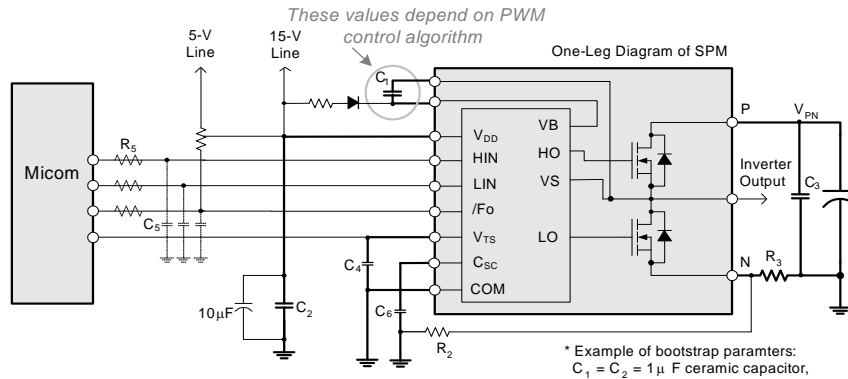 These values depend on PWM
control algorithm
5-V
Line
15-V
Line
C1
One-Leg Diagram of SPM
Micom
R5
C5
VDD
HIN
LIN
/Fo
VTS
CSC
COM
VB
HO
VS
LO
P
VPN
Inverter
Output
C3
N
R3
C4
10μF
C2
C6
R2
* Example of bootstrap paramters:
C1 = C2 = 1μ F ceramic capacitor,